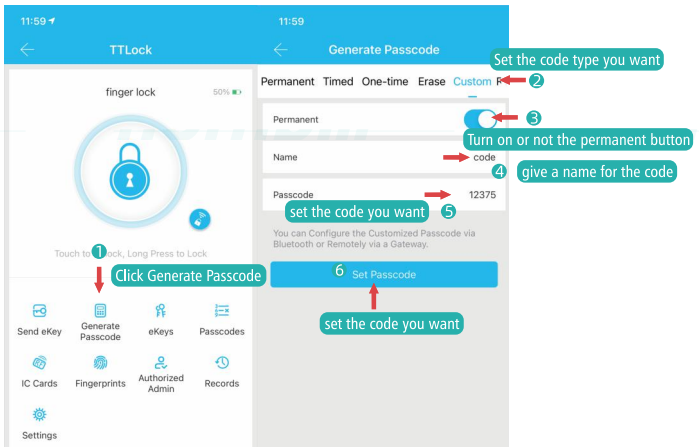 11:59
TTLock
finger lock
50%
1
Touch to
ock, Long Press to Lock
Click Generate Passcode
Send eKey
Generate
Passcode
eKeys
Passcodes
IC Cards
Fingerprints
Authorized
Admin
Records
Settings
11:59
Generate Passcode
Set the code type you want
Permanent Timed One-time Erase Custom
2
Permanent
3
Turn on or not the permanent button
Name
code
4 give a name for the code
Passcode
12375
set the code you want 5
You can Configure the Customized Passcode via
Bluetooth or Remotely via a Gateway.
6 Set Passcode
set the code you want